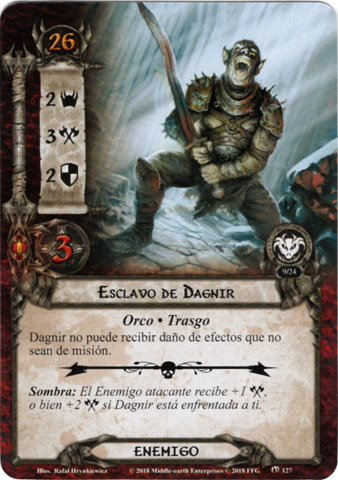 26
2
3
2
3
9/24
Esclavo de Dagnir
Orco • Trasgo
Dagnir no puede recibir daño de efectos que no
sean de misión.
Sombra: El Enemigo atacante recibe +1
o bien +2 si Dagnir está enfrentada a ti.
ENEMIGO
Illus. Rafał Hrynkiewicz © 2018 Middle-earth Enterprises © 2018 FFG 127